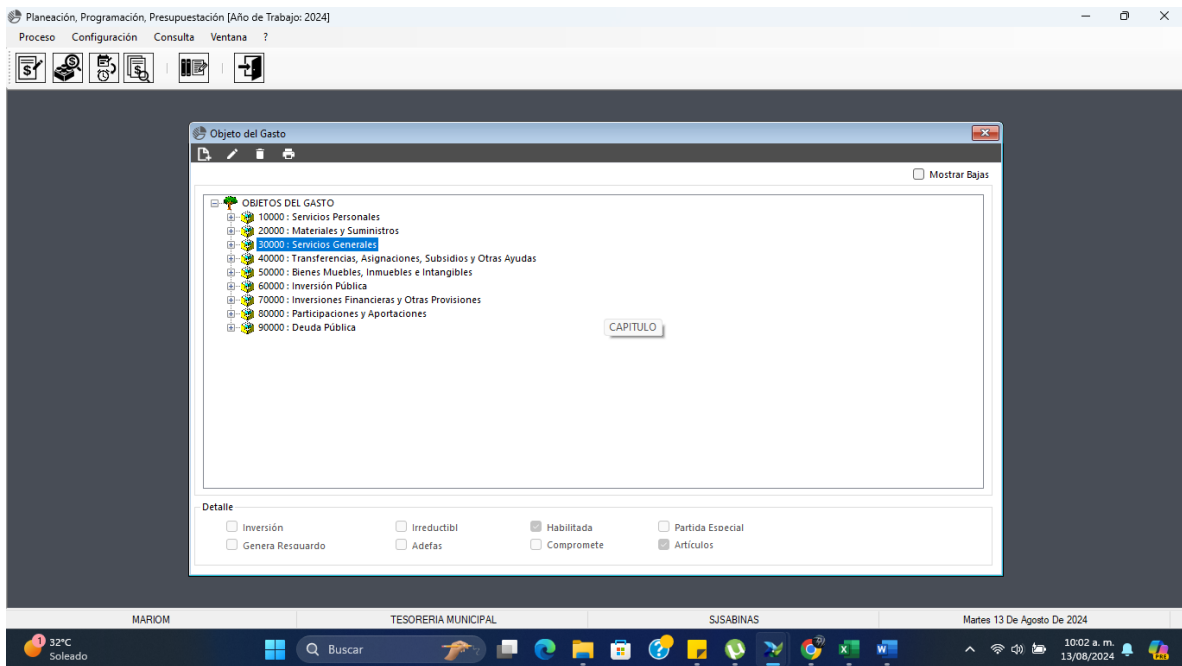 Planeación, Programación, Presupuestación [Año de Trabajo: 2024]
Proceso Configuración Consulta Ventana ?
Objeto del Gasto
Mostrar Bajas
OBJETOS DEL GASTO
10000 : Servicios Personales
20000 : Materiales y Suministros
30000 : Servicios Generales
40000 : Transferencias, Asignaciones, Subsidios y Otras Ayudas
50000 : Bienes Muebles, Inmuebles e Intangibles
60000 : Inversión Pública
70000 : Inversiones Financieras y Otras Provisiones
80000 : Participaciones y Aportaciones
90000 : Deuda Pública
CAPITULO
Detalle
Inversión Irreductibl Habilitada Partida Especial
Genera Resguardo Adefas Compromete Artículos
MARIOM TESORERIA MUNICIPAL SJSABINAS Martes 13 De Agosto De 2024
1 32°C Buscar 10:02 a. m.
Soleado 13/08/2024